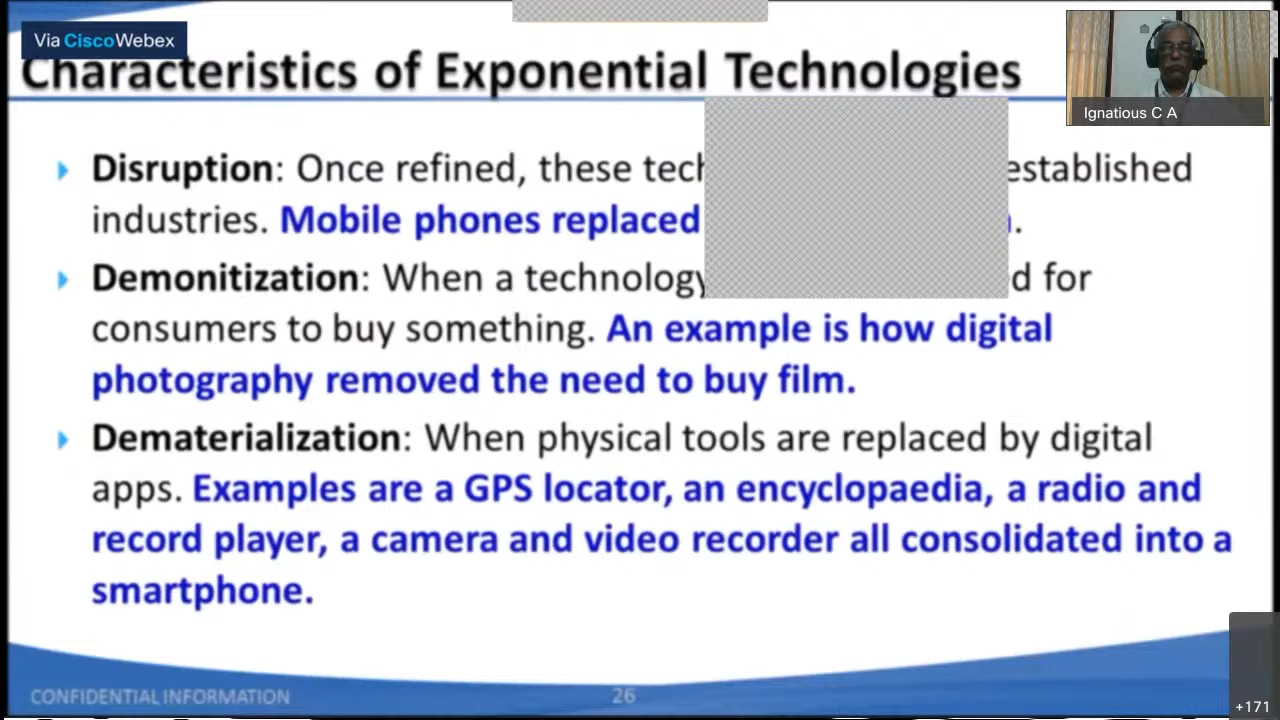 Via Cisco Webex
Characteristics of Exponential Technologies
Ignatious C A
Disruption: Once refined, these established
industries. Mobile phones replaced
Demonitization: When a technology for
consumers to buy something. An example is how digital
photography removed the need to buy film.
Dematerialization: When physical tools are replaced by digital
apps. Examples are a GPS locator, an encyclopaedia, a radio and
record player, a camera and video recorder all consolidated into a
smartphone.
CONFIDENTIAL INFORMATION
26
+171